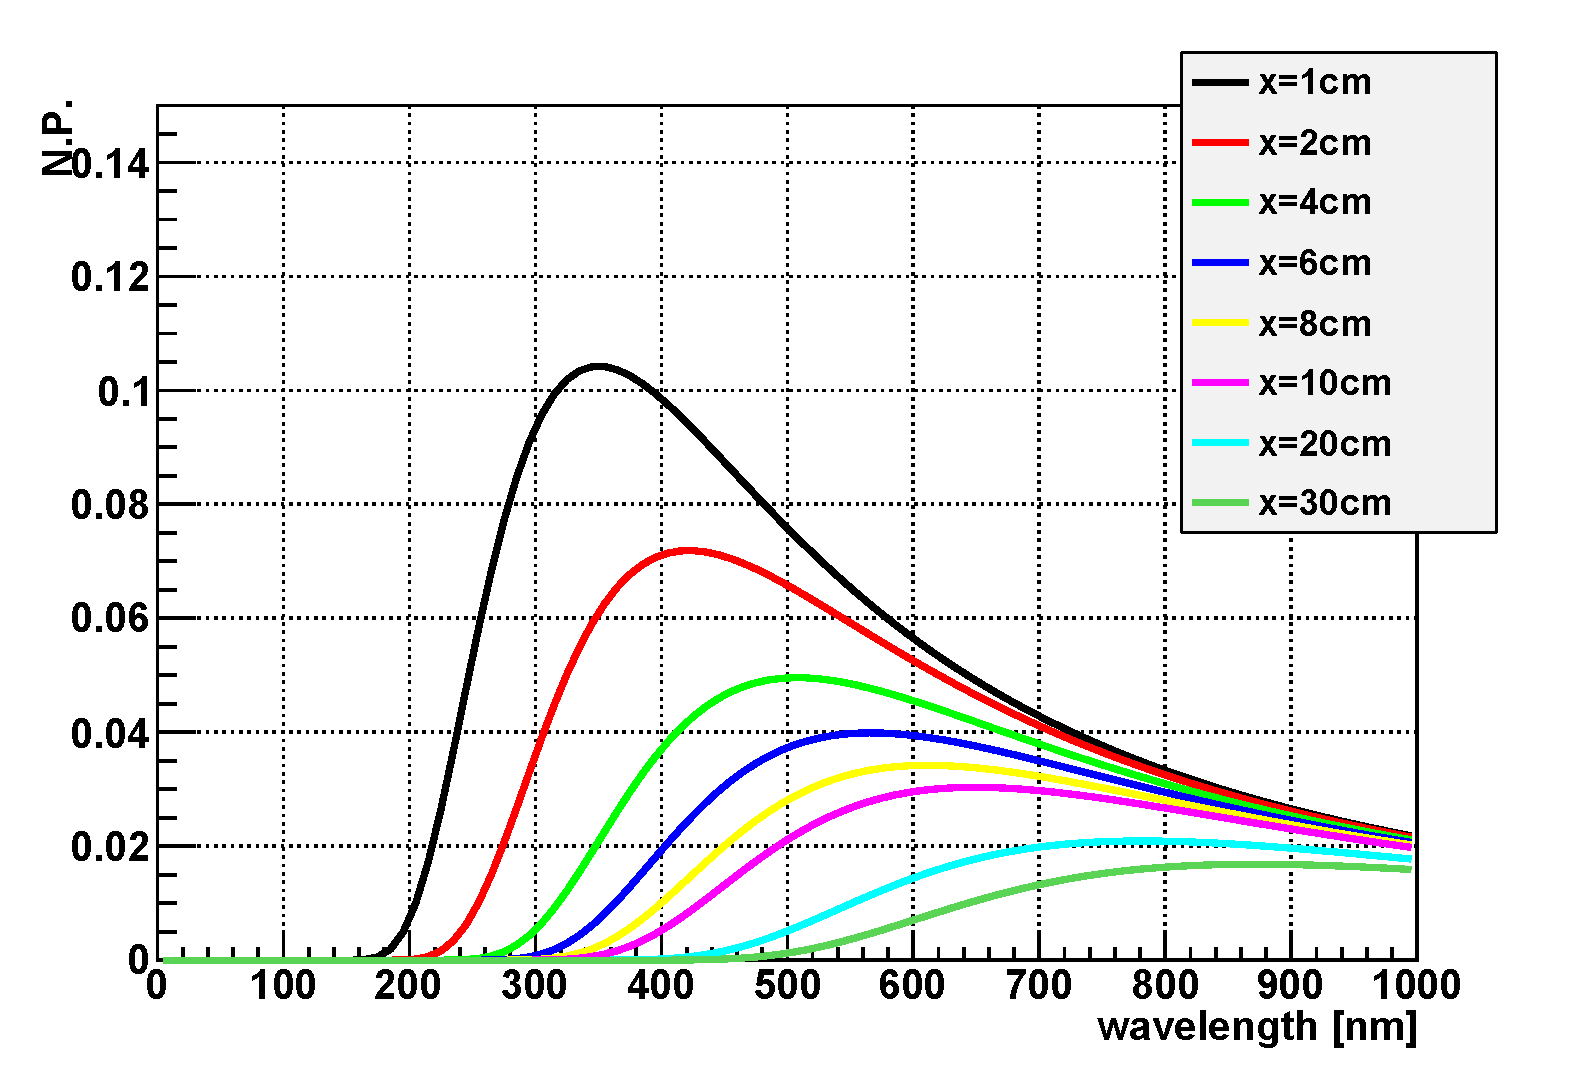 N.P.
x=1cm
x=2cm
x=4cm
x=6cm
x=8cm
x=10cm
x=20cm
x=30cm
0.14
0.12
0.1
0.08
0.06
0.04
0.02
0
0 100 200 300 400 500 600 700 800 900 1000
wavelength [nm]